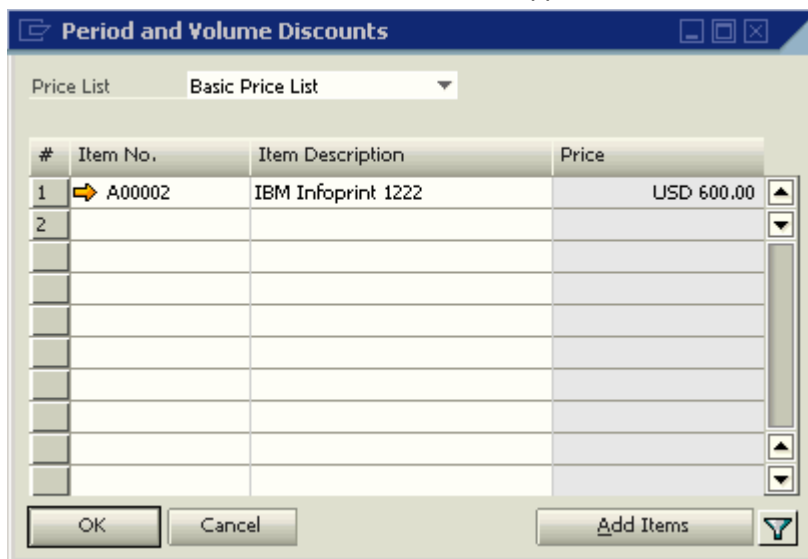 Period and Volume Discounts
Price List Basic Price List
# Item No. Item Description Price
1 A00002 IBM Infoprint 1222 USD 600.00
2
OK Cancel Add Items